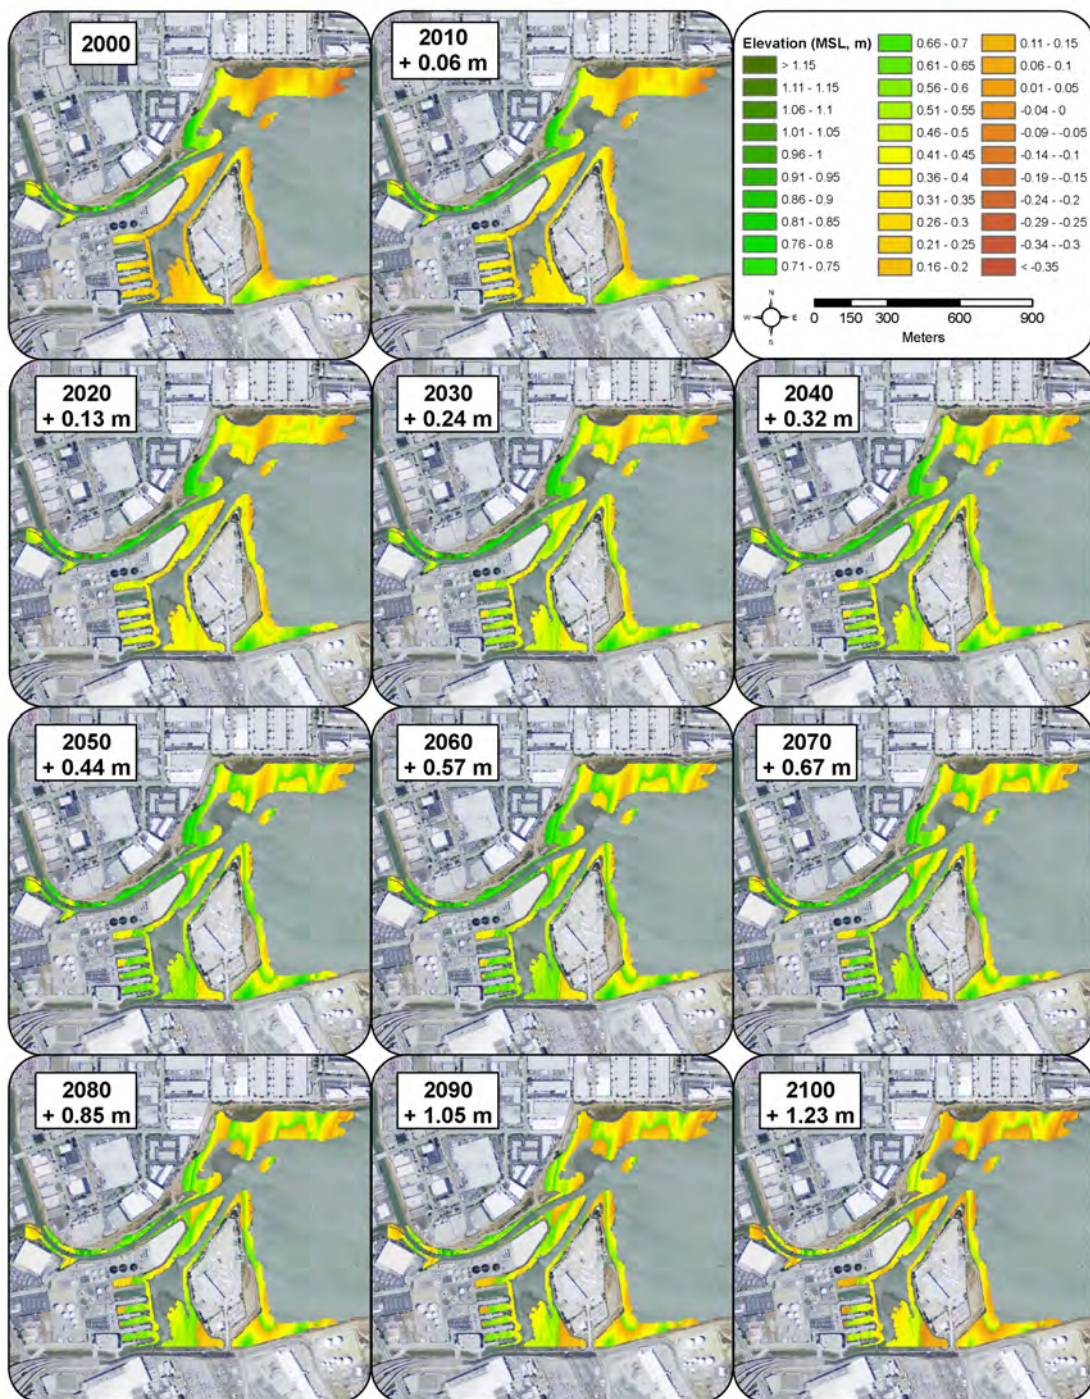 2000
2010
+ 0.06 m
Elevation (MSL, m)
> 1.15
1.11 - 1.15
1.06 - 1.1
1.01 - 1.05
0.96 - 1
0.91 - 0.95
0.86 - 0.9
0.81 - 0.85
0.76 - 0.8
0.71 - 0.75
0.66 - 0.7
0.61 - 0.65
0.56 - 0.6
0.51 - 0.55
0.46 - 0.5
0.41 - 0.45
0.36 - 0.4
0.31 - 0.35
0.26 - 0.3
0.21 - 0.25
0.16 - 0.2
0.11 - 0.15
0.06 - 0.1
0.01 - 0.05
-0.04 - 0
-0.09 - -0.05
-0.14 - -0.1
-0.19 - -0.15
-0.24 - -0.2
-0.29 - -0.25
-0.34 - -0.3
< -0.35
N
W E
S
0 150 300 600 900
Meters
2020
+ 0.13 m
2030
+ 0.24 m
2040
+ 0.32 m
2050
+ 0.44 m
2060
+ 0.57 m
2070
+ 0.67 m
2080
+ 0.85 m
2090
+ 1.05 m
2100
+ 1.23 m